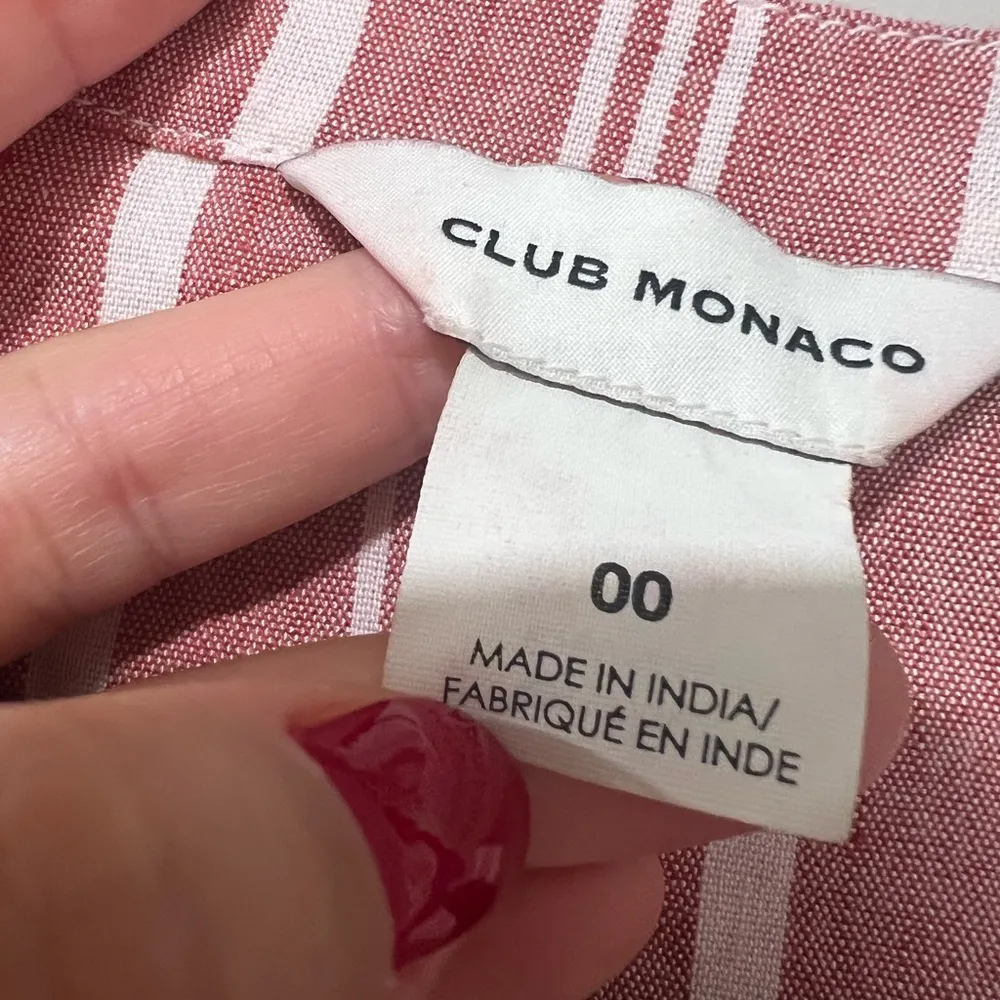 CLUB MONACO
00
MADE IN INDIA/
FABRIQUÉ EN INDE